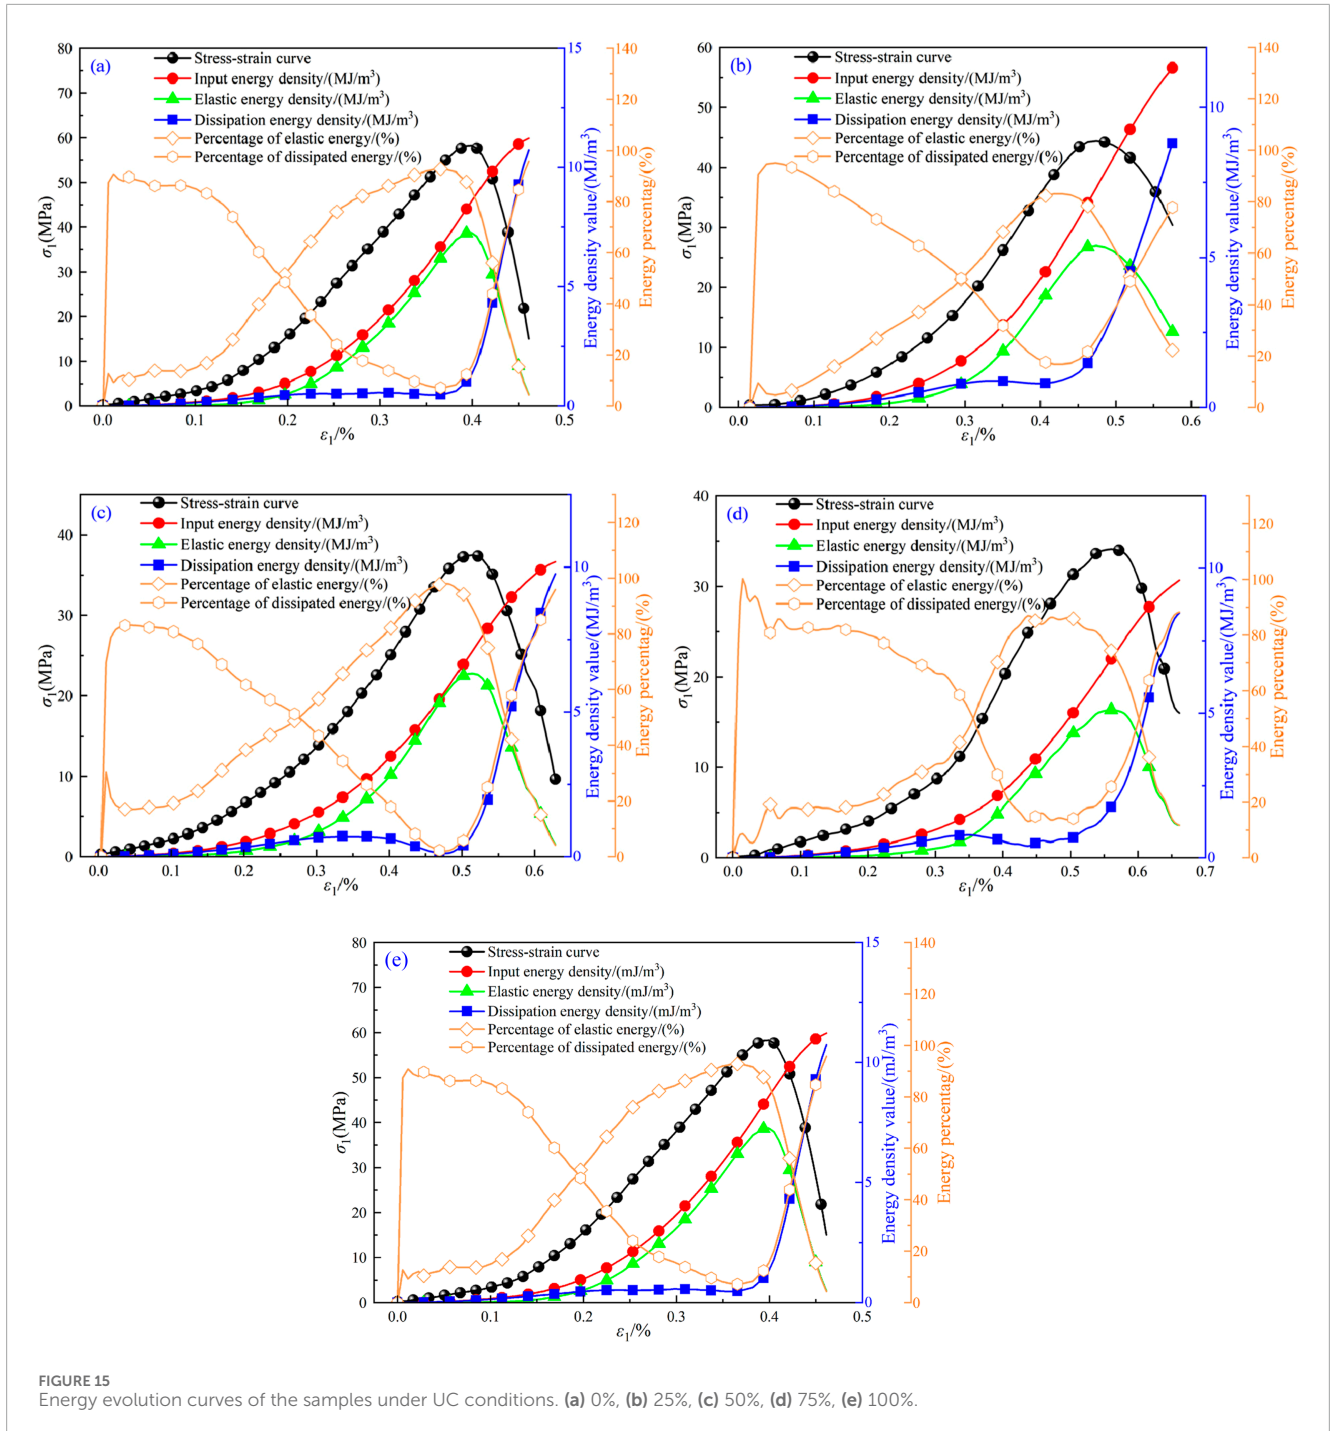 (a)
Stress-strain curve
Input energy density/(MJ/m³)
Elastic energy density/(MJ/m³)
Dissipation energy density/(MJ/m³)
Percentage of elastic energy/(%)
Percentage of dissipated energy/(%)
80
70
60
50
40
30
20
10
0
σ₁(MPa)
0.0 0.1 0.2 0.3 0.4 0.5
ε₁/%
15
10
5
0
Energy density value/(MJ/m³)
140
120
100
80
60
40
20
0
Energy percentag/(%)
(b)
Stress-strain curve
Input energy density/(MJ/m³)
Elastic energy density/(MJ/m³)
Dissipation energy density/(MJ/m³)
Percentage of elastic energy/(%)
Percentage of dissipated energy/(%)
60
50
40
30
20
10
0
σ₁(MPa)
0.0 0.1 0.2 0.3 0.4 0.5 0.6
ε₁/%
10
5
0
Energy density value/(MJ/m³)
140
120
100
80
60
40
20
0
Energy percentag/(%)
(c)
Stress-strain curve
Input energy density/(MJ/m³)
Elastic energy density/(MJ/m³)
Dissipation energy density/(MJ/m³)
Percentage of elastic energy/(%)
Percentage of dissipated energy/(%)
40
30
20
10
0
σ₁(MPa)
0.0 0.1 0.2 0.3 0.4 0.5 0.6
ε₁/%
10
5
0
Energy density value/(MJ/m³)
120
100
80
60
40
20
0
Energy percentag/(%)
(d)
Stress-strain curve
Input energy density/(MJ/m³)
Elastic energy density/(MJ/m³)
Dissipation energy density/(MJ/m³)
Percentage of elastic energy/(%)
Percentage of dissipated energy/(%)
40
30
20
10
0
σ₁(MPa)
0.0 0.1 0.2 0.3 0.4 0.5 0.6 0.7
ε₁/%
10
5
0
Energy density value/(MJ/m³)
120
100
80
60
40
20
0
Energy percentag/(%)
(e)
Stress-strain curve
Input energy density/(mJ/m³)
Elastic energy density/(mJ/m³)
Dissipation energy density/(mJ/m³)
Percentage of elastic energy/(%)
Percentage of dissipated energy/(%)
80
70
60
50
40
30
20
10
0
σ₁(MPa)
0.0 0.1 0.2 0.3 0.4 0.5
ε₁/%
15
10
5
0
Energy density value/(mJ/m³)
140
120
100
80
60
40
20
0
Energy percentag/(%)
FIGURE 15
Energy evolution curves of the samples under UC conditions. (a) 0%, (b) 25%, (c) 50%, (d) 75%, (e) 100%.